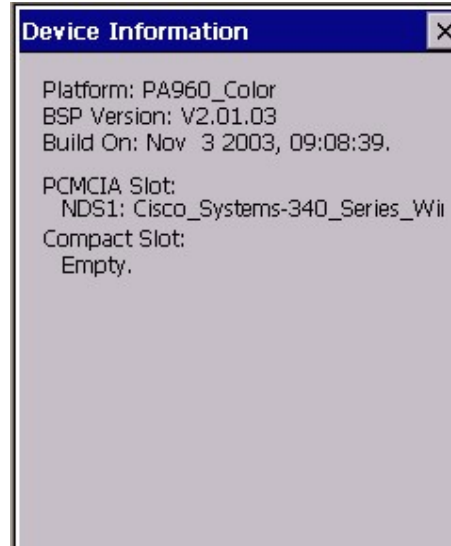 Device Information
Platform: PA960_Color
BSP Version: V2.01.03
Build On: Nov  3 2003, 09:08:39.
PCMCIA Slot:
NDS1: Cisco_Systems-340_Series_Wi
Compact Slot:
Empty.